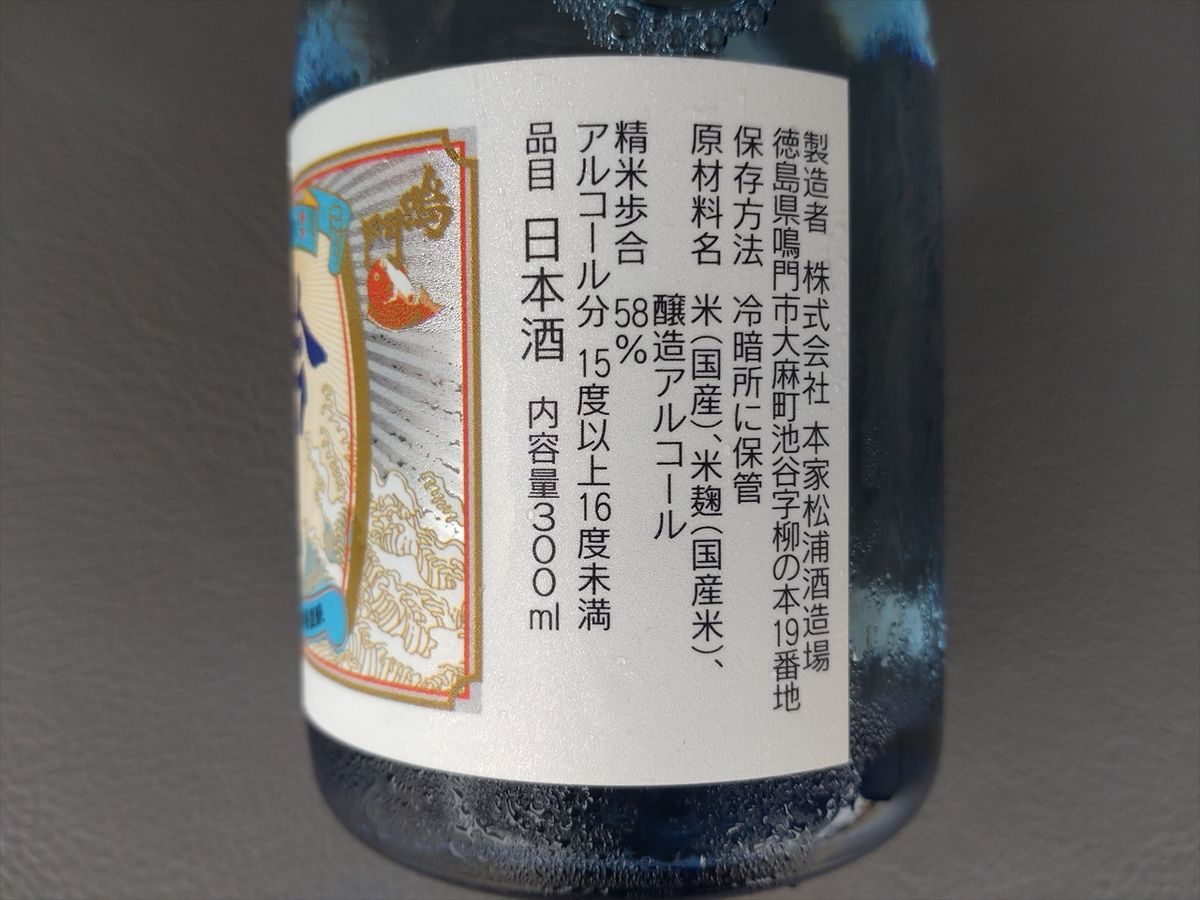 製造者 株式会社 本家松浦酒造場
徳島県鳴門市大麻町池谷字柳の本19番地
保存方法 冷暗所に保管
原材料名 米（国産）、米麹（国産米）、
醸造アルコール
精米歩合 58％
アルコール分 15度以上16度未満
品目 日本酒 内容量300ml
鳴門